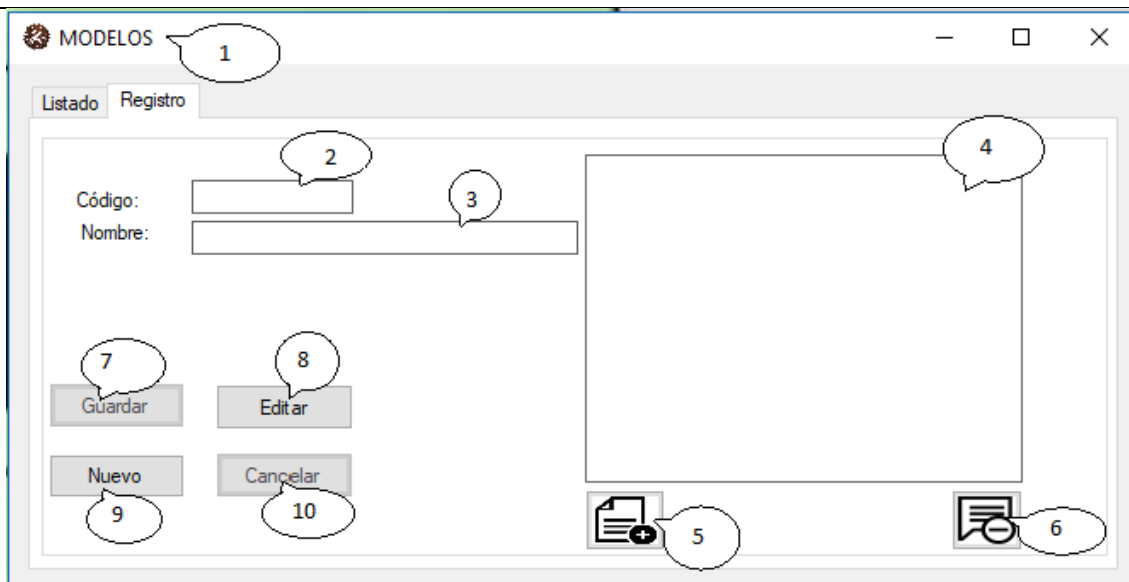 MODELOS
1
Listado Registro
2
3
4
Código:
Nombre:
7
8
Guardar
Editar
Nuevo
Cancelar
9
10
5
6